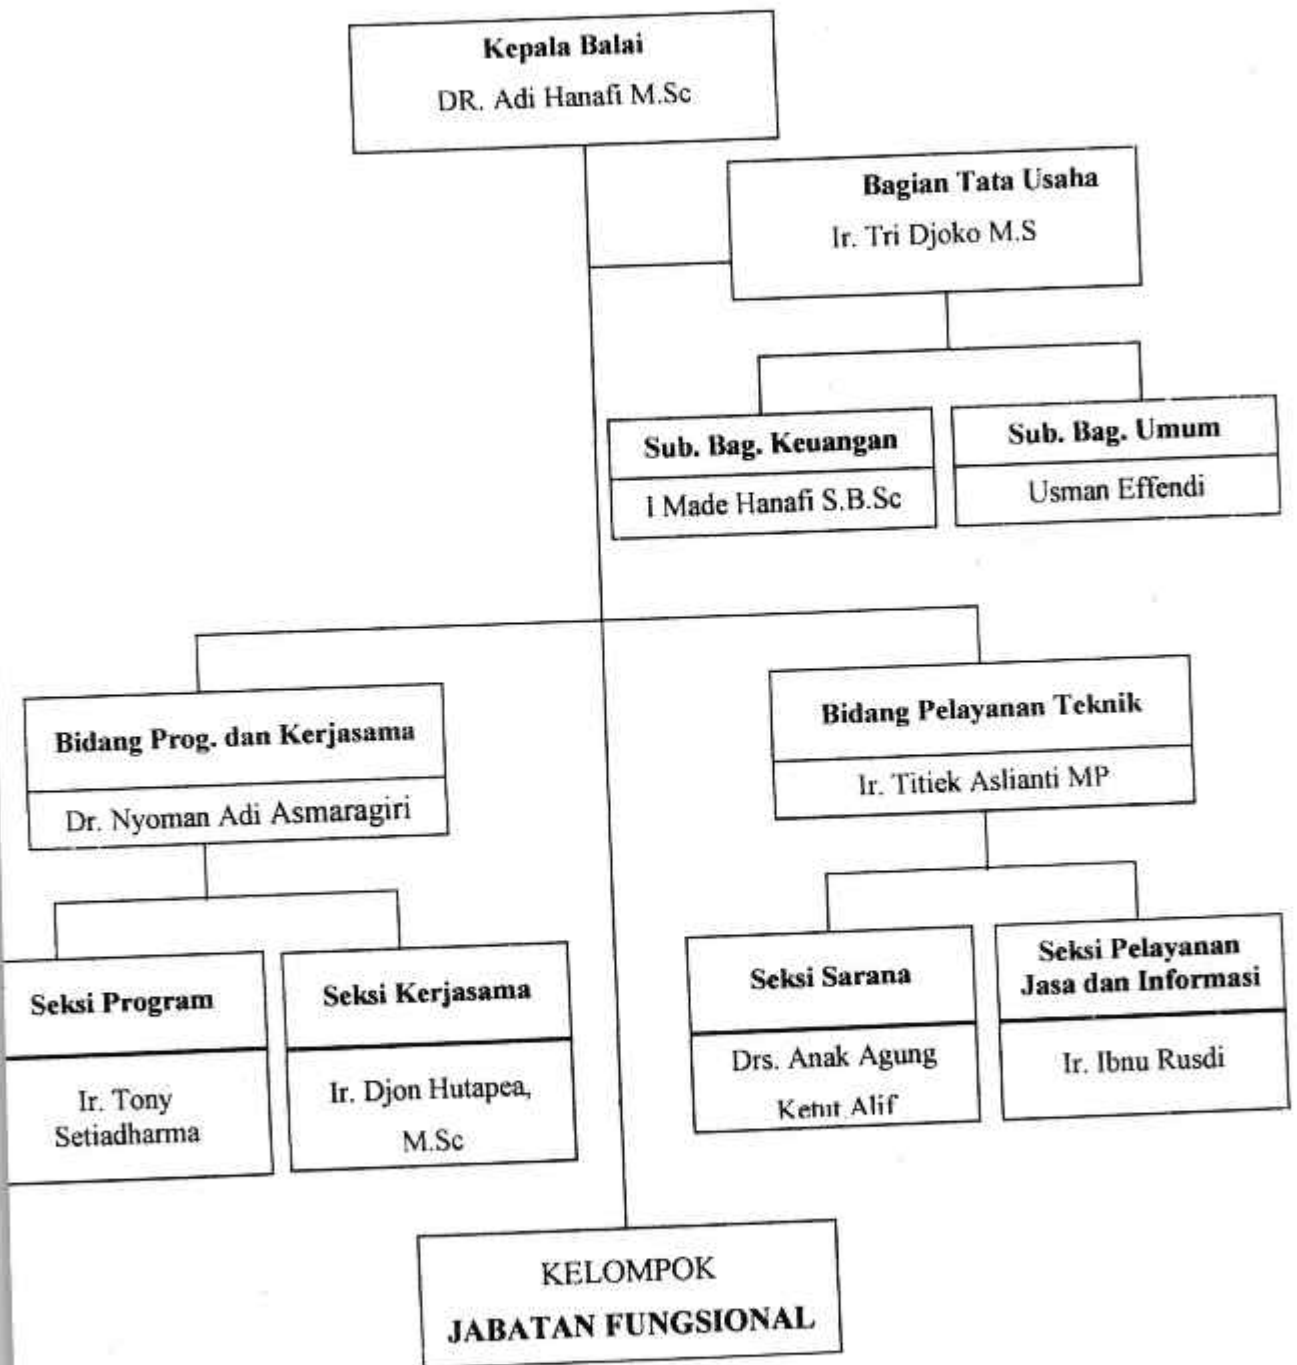 Kepala Balai
DR. Adi Hanafi M.Sc
Bagian Tata Usaha
Ir. Tri Djoko M.S
Sub. Bag. Keuangan
I Made Hanafi S.B.Sc
Sub. Bag. Umum
Usman Effendi
Bidang Prog. dan Kerjasama
Dr. Nyoman Adi Asmaragiri
Bidang Pelayanan Teknik
Ir. Titiek Aslianti MP
Seksi Program
Ir. Tony
Setiadharma
Seksi Kerjasama
Ir. Djon Hutapea,
M.Sc
Seksi Sarana
Drs. Anak Agung
Ketut Alif
Seksi Pelayanan
Jasa dan Informasi
Ir. Ibnu Rusdi
KELOMPOK
JABATAN FUNGSIONAL